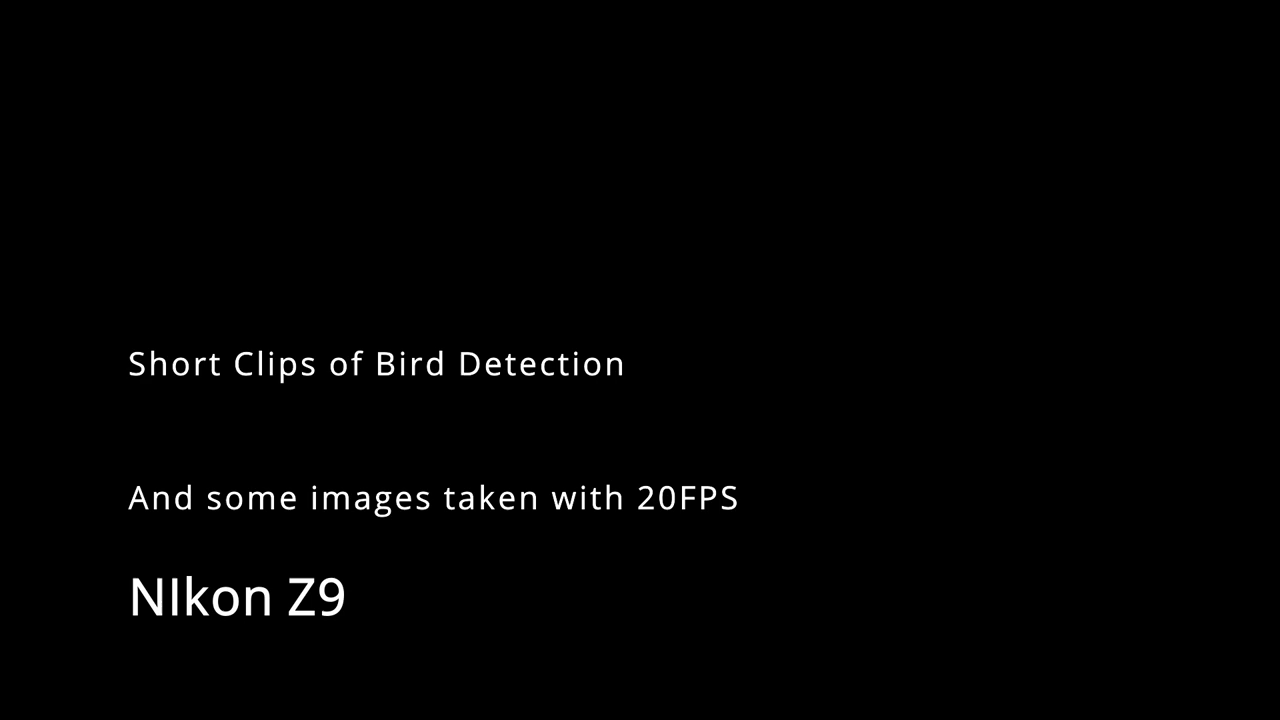 Short Clips of Bird Detection
And some images taken with 20FPS
NIkon Z9